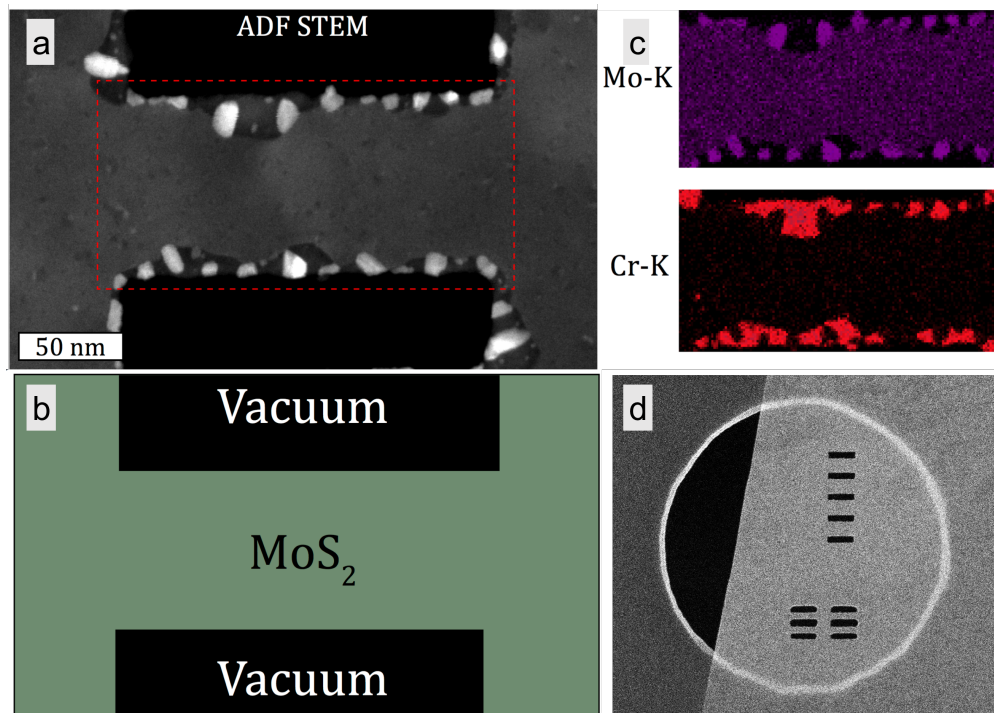 a
ADF STEM
50 nm
c
Mo-K
Cr-K
b
Vacuum
MoS₂
Vacuum
d